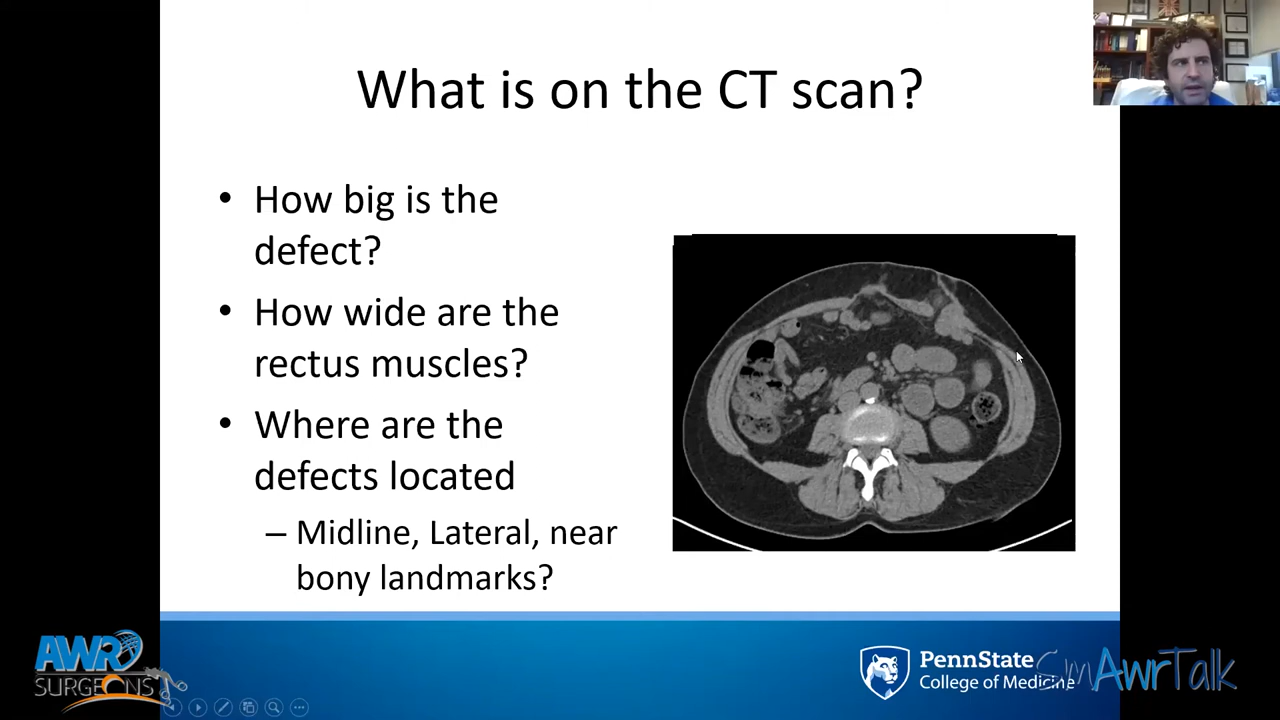 What is on the CT scan?
• How big is the
defect?
• How wide are the
rectus muscles?
• Where are the
defects located
– Midline, Lateral, near
bony landmarks?
AWR
SURGEONS
PennState
College of Medicine
SmAwrTalk